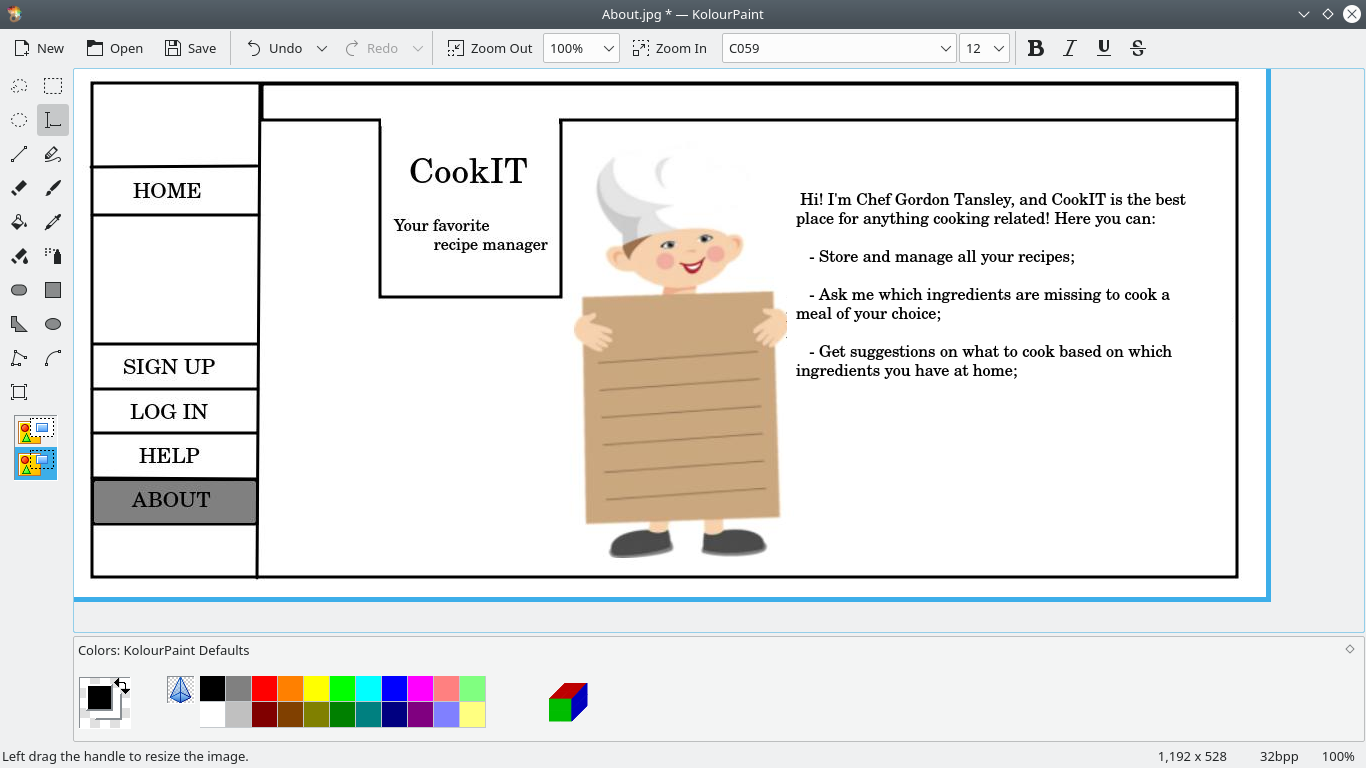 About.jpg * — KolourPaint
New Open Save Undo Redo Zoom Out 100% Zoom In C059 12 B I U S
HOME
SIGN UP
LOG IN
HELP
ABOUT
CookIT
Your favorite
recipe manager
Hi! I'm Chef Gordon Tansley, and CookIT is the best
place for anything cooking related! Here you can:
- Store and manage all your recipes;
- Ask me which ingredients are missing to cook a
meal of your choice;
- Get suggestions on what to cook based on which
ingredients you have at home;
Colors: KolourPaint Defaults
Left drag the handle to resize the image. 1,192 x 528 32bpp 100%